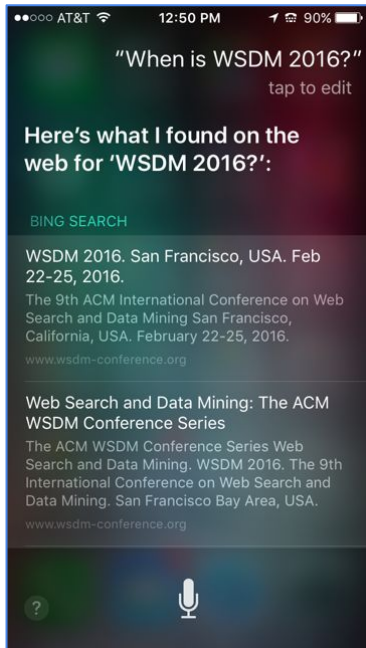 AT&T 12:50 PM 90%
“When is WSDM 2016?”
tap to edit
Here’s what I found on the
web for ‘WSDM 2016?’:
BING SEARCH
WSDM 2016. San Francisco, USA. Feb
22-25, 2016.
The 9th ACM International Conference on Web
Search and Data Mining San Francisco,
California, USA. February 22-25, 2016.
www.wsdm-conference.org
Web Search and Data Mining: The ACM
WSDM Conference Series
The ACM WSDM Conference Series Web
Search and Data Mining. WSDM 2016. The 9th
International Conference on Web Search and
Data Mining. San Francisco Bay Area, USA.
www.wsdm-conference.org
?